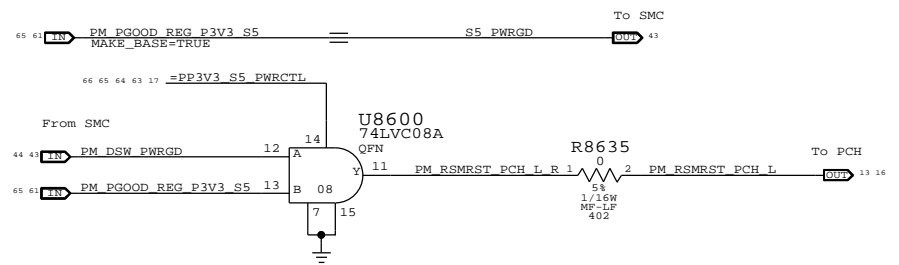 To SMC
65 61 IN PM_PGOOD_REG_P3V3_S5 S5_PWRGD OUT 43
MAKE_BASE=TRUE
66 65 64 63 17 =PP3V3_S5_PWRCTL
U8600
74LVC08A
QFN
From SMC
14
44 43 IN PM_DSW_PWRGD 12 A
Y 11 PM_RSMRST_PCH_L_R 1 R8635 2 PM_RSMRST_PCH_L OUT 13 16
0
5%
1/16W
MF-LF
402
To PCH
65 61 IN PM_PGOOD_REG_P3V3_S5 13 B 08
7 15